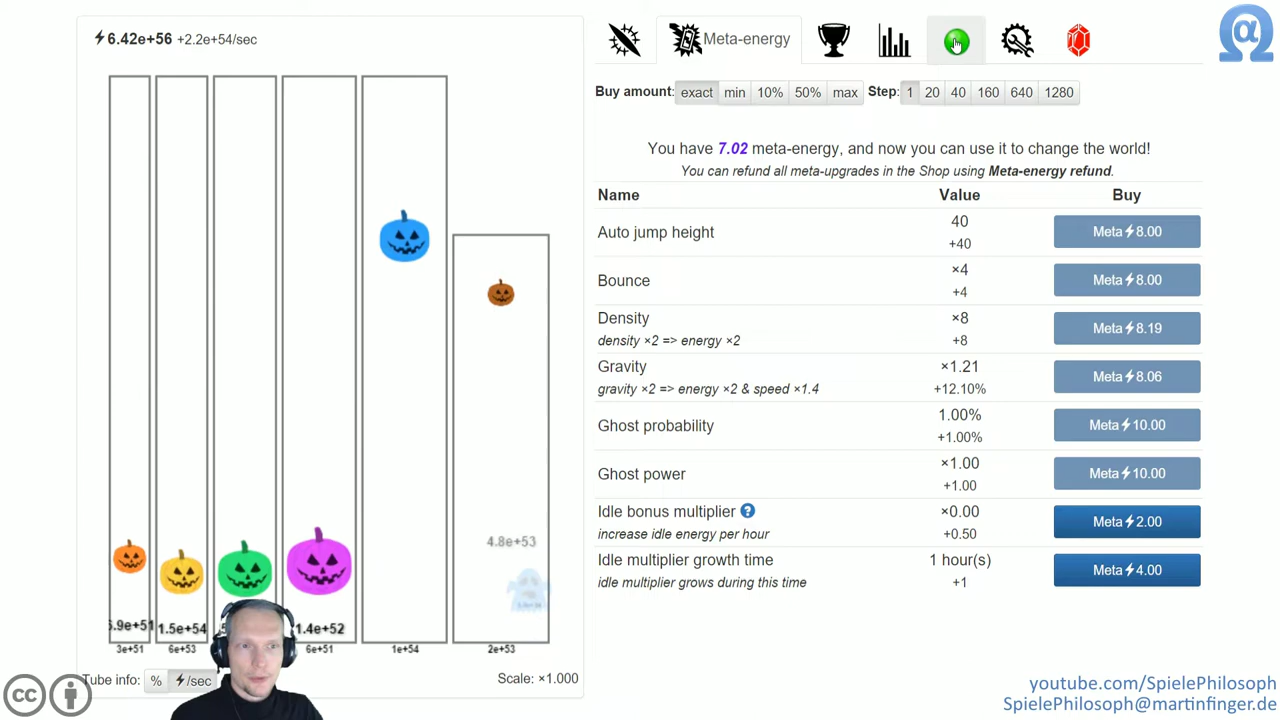 6.42e+56 +2.2e+54/sec
Meta-energy
Buy amount: exact min 10% 50% max Step: 1 20 40 160 640 1280
You have 7.02 meta-energy, and now you can use it to change the world!
You can refund all meta-upgrades in the Shop using Meta-energy refund.
Name Value Buy
Auto jump height 40 +40 Meta 8.00
Bounce ×4 +4 Meta 8.00
Density ×8 Meta 8.19
density ×2 => energy ×2 +8
Gravity ×1.21 Meta 8.06
gravity ×2 => energy ×2 & speed ×1.4 +12.10%
Ghost probability 1.00% +1.00% Meta 10.00
Ghost power ×1.00 +1.00 Meta 10.00
Idle bonus multiplier ? ×0.00 Meta 2.00
increase idle energy per hour +0.50
Idle multiplier growth time 1 hour(s) Meta 4.00
idle multiplier grows during this time +1
4.8e+53
1.5e+54 1.4e+52
3e+51 6e+53 6e+51 1e+54 2e+53
Tube info: % /sec Scale: ×1.000
cc
youtube.com/SpielePhilosoph
SpielePhilosoph@martinfinger.de
α
Ω